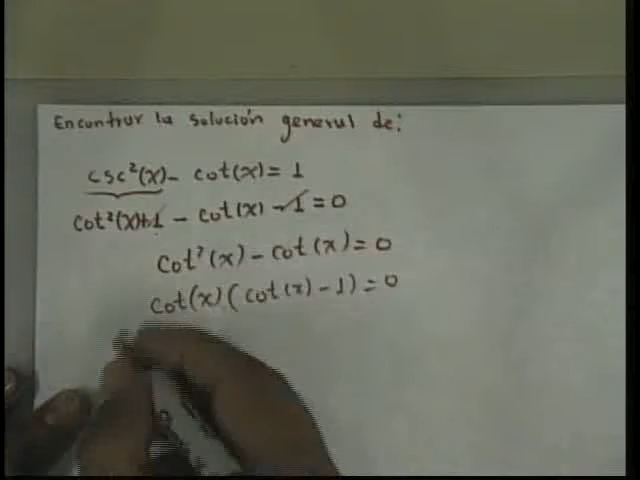 Encontrar la solución general de:
csc²(x) - cot(x) = 1
cot²(x)+1 - cot(x) - 1 = 0
cot²(x) - cot(x) = 0
cot(x)(cot(x) - 1) = 0